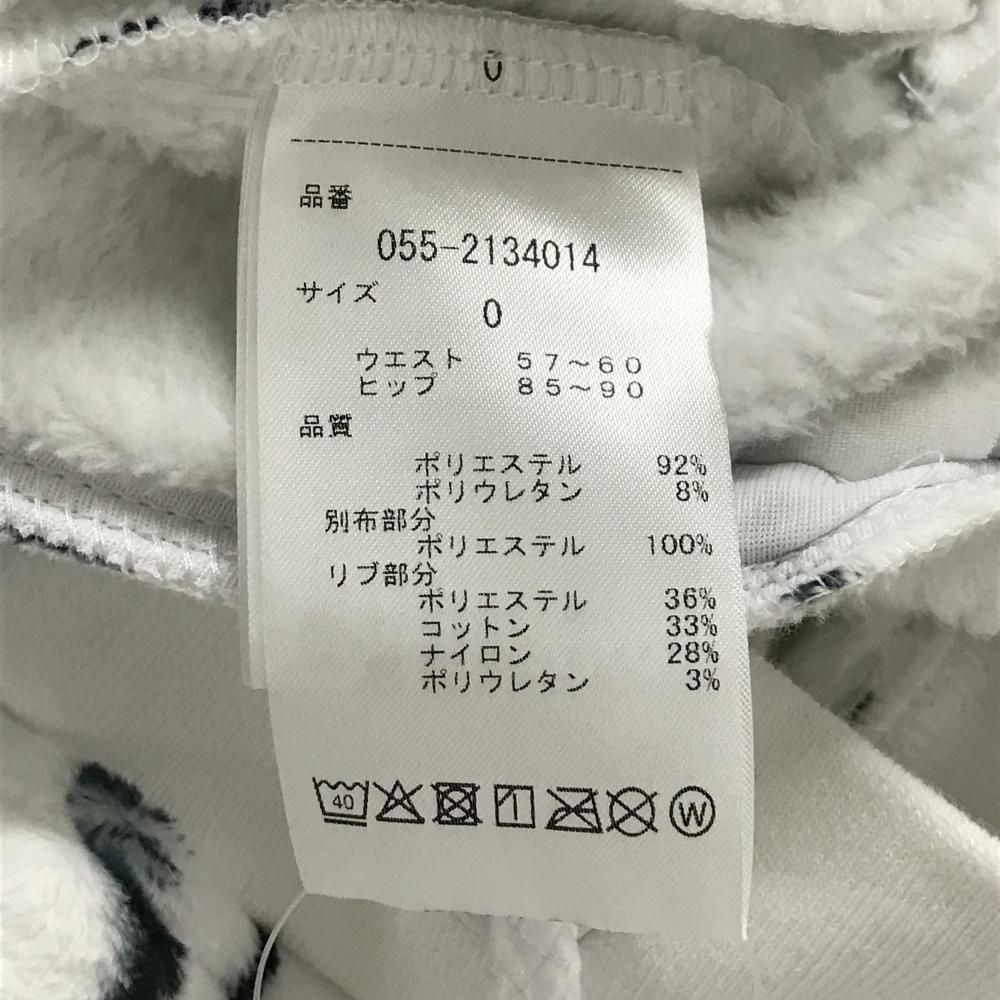 0
品番
055-2134014
サイズ
0
ウエスト 57～60
ヒップ 85～90
品質
ポリエステル 92%
ポリウレタン 8%
別布部分
ポリエステル 100%
リブ部分
ポリエステル 36%
コットン 33%
ナイロン 28%
ポリウレタン 3%
40 W